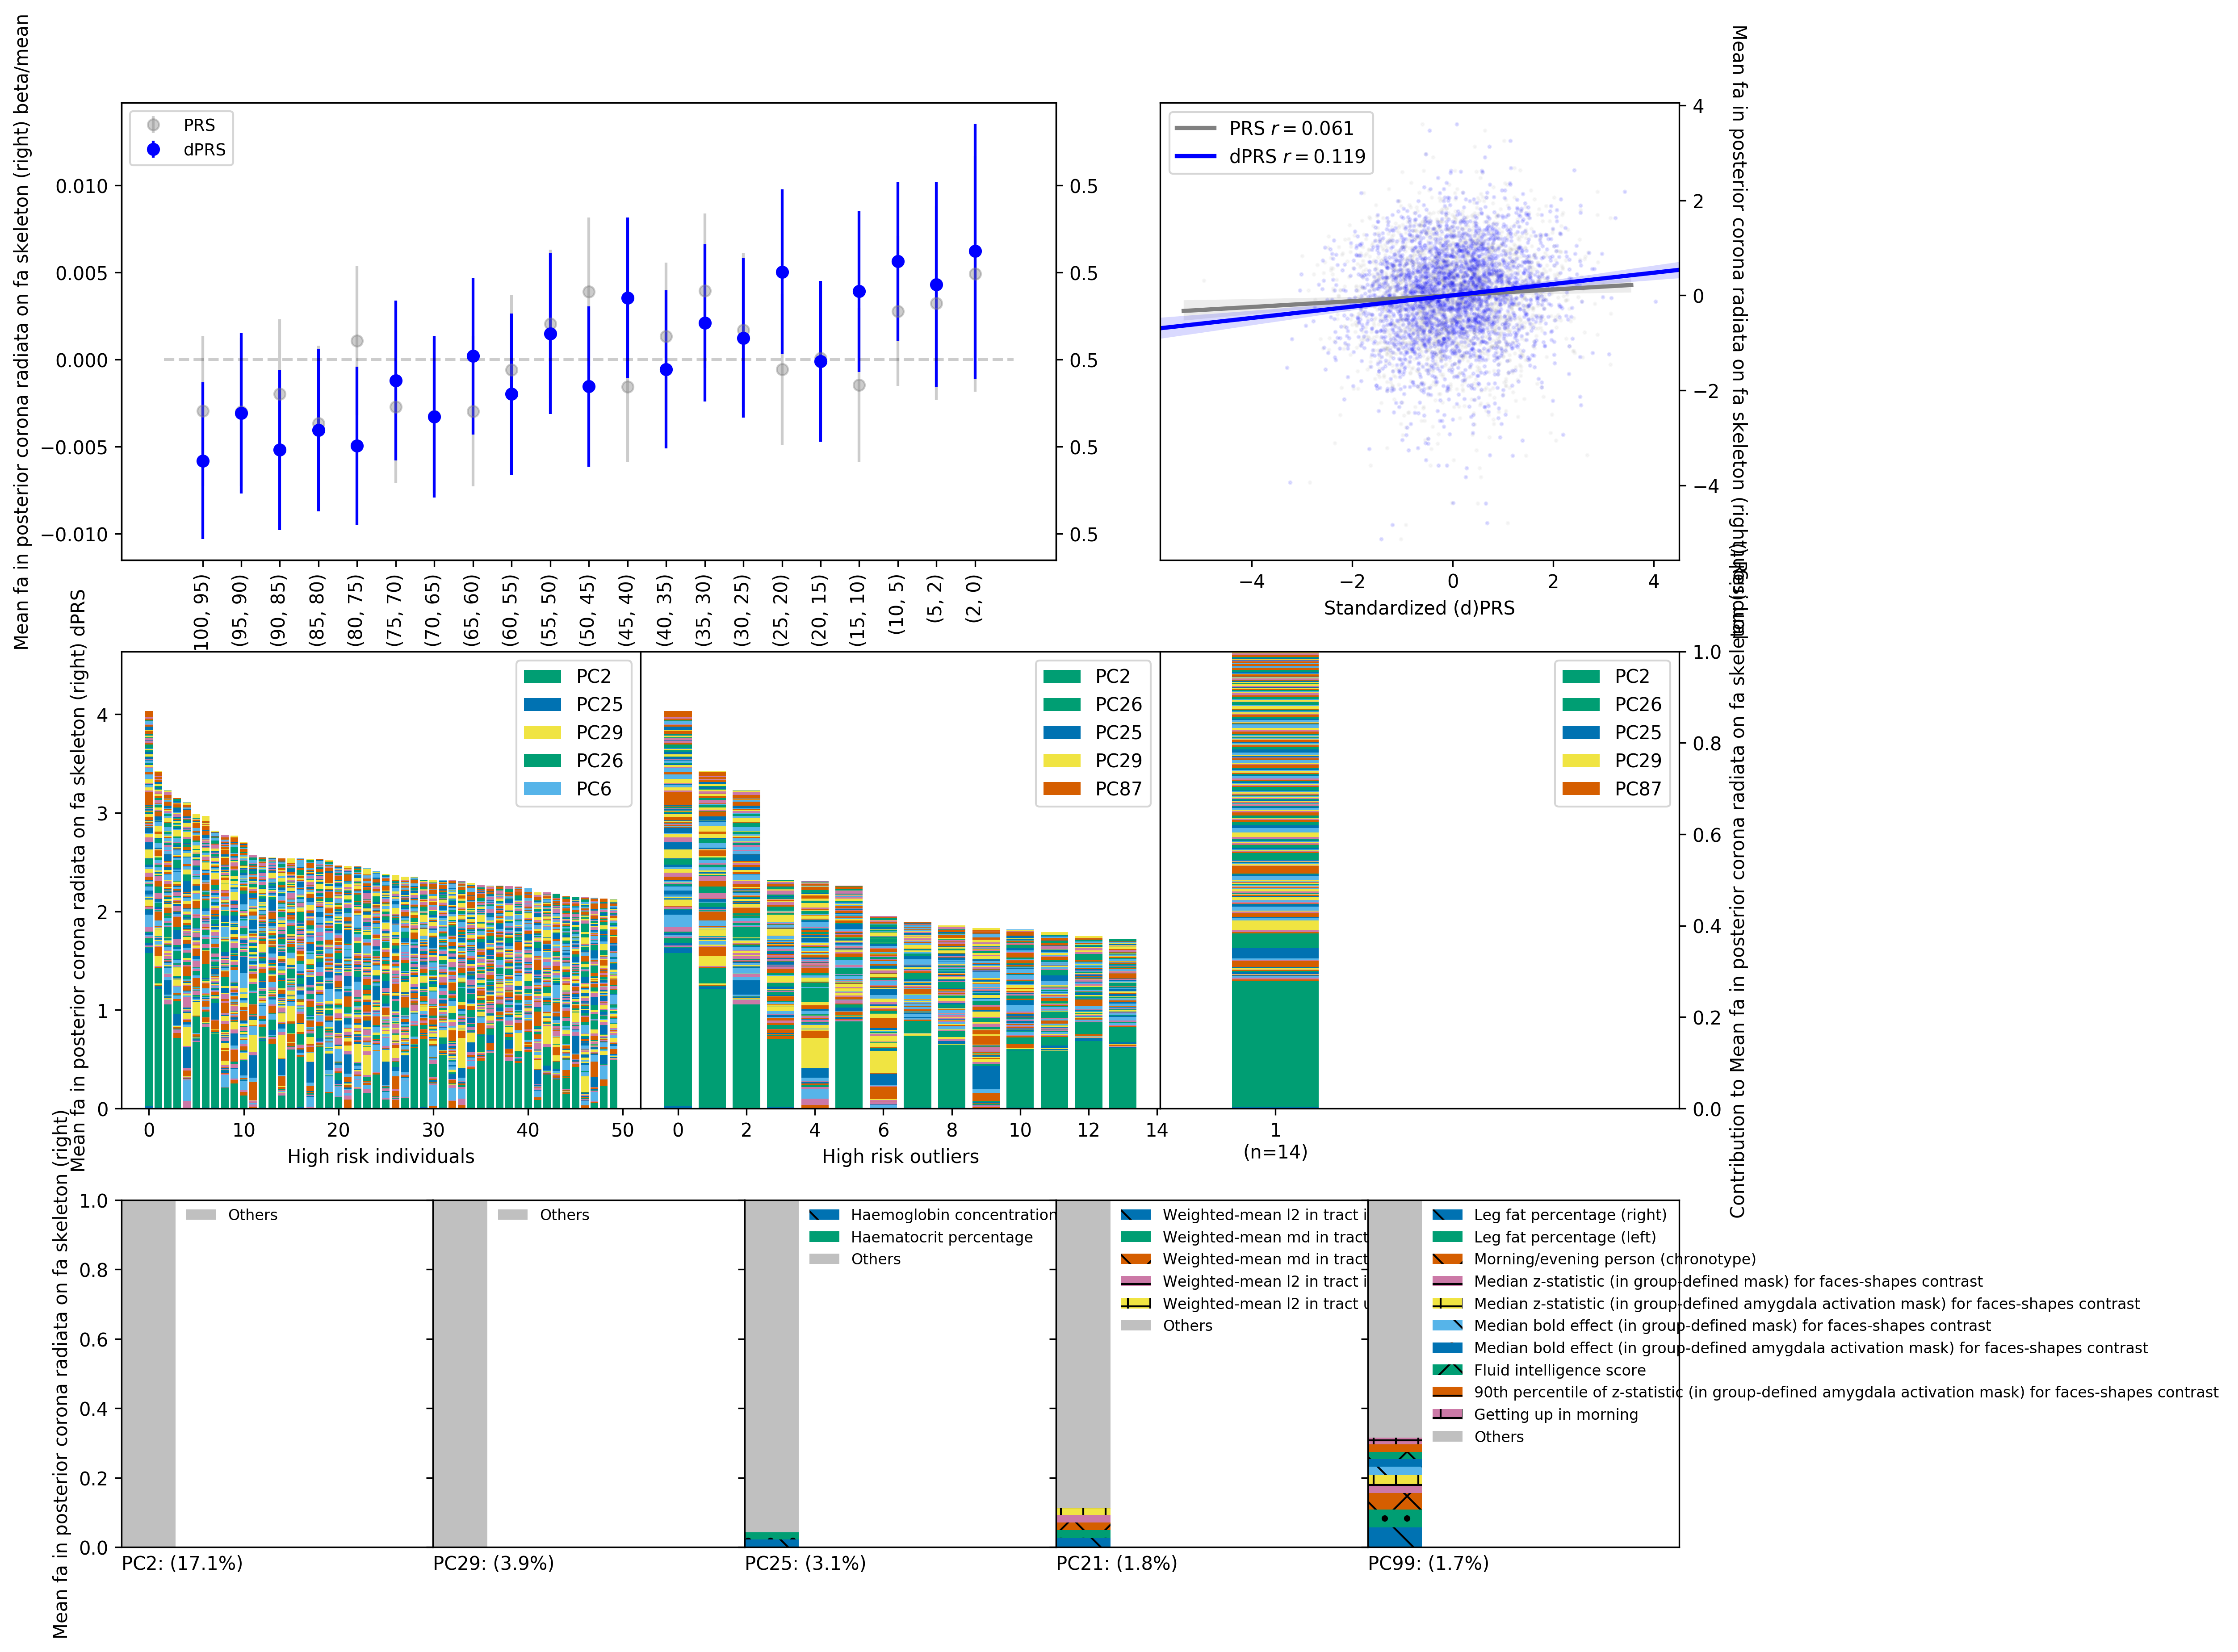 Mean fa in posterior corona radiata on fa skeleton (right) beta/mean
PRS
dPRS
0.010
0.005
0.000
−0.005
−0.010
0.5
0.5
0.5
0.5
0.5
100, 95)
(95, 90)
(90, 85)
(85, 80)
(80, 75)
(75, 70)
(70, 65)
(65, 60)
(60, 55)
(55, 50)
(50, 45)
(45, 40)
(40, 35)
(35, 30)
(30, 25)
(25, 20)
(20, 15)
(15, 10)
(10, 5)
(5, 2)
(2, 0)
PRS r = 0.061
dPRS r = 0.119
4
2
0
−2
−4
−4
−2
0
2
4
Standardized (d)PRS
Mean fa in posterior corona radiata on fa skeleton (right)
Mean fa in posterior corona radiata on fa skeleton (right) dPRS
4
3
2
1
0
PC2
PC25
PC29
PC26
PC6
0
10
20
30
40
50
High risk individuals
PC2
PC26
PC25
PC29
PC87
0
2
4
6
8
10
12
14
High risk outliers
PC2
PC26
PC25
PC29
PC87
1
(n=14)
1.0
0.8
0.6
0.4
0.2
0.0
Contribution to Mean fa in posterior corona radiata on fa skeleton
Mean fa in posterior corona radiata on fa skeleton (right)
1.0
0.8
0.6
0.4
0.2
0.0
Others
PC2: (17.1%)
Others
PC29: (3.9%)
Haemoglobin concentration
Haematocrit percentage
Others
PC25: (3.1%)
Weighted-mean l2 in tract i
Weighted-mean md in tract
Weighted-mean md in tract
Weighted-mean l2 in tract i
Weighted-mean l2 in tract
Others
PC21: (1.8%)
Leg fat percentage (right)
Leg fat percentage (left)
Morning/evening person (chronotype)
Median z-statistic (in group-defined mask) for faces-shapes contrast
Median z-statistic (in group-defined amygdala activation mask) for faces-shapes contrast
Median bold effect (in group-defined mask) for faces-shapes contrast
Median bold effect (in group-defined amygdala activation mask) for faces-shapes contrast
Fluid intelligence score
90th percentile of z-statistic (in group-defined amygdala activation mask) for faces-shapes contrast
Getting up in morning
Others
PC99: (1.7%)